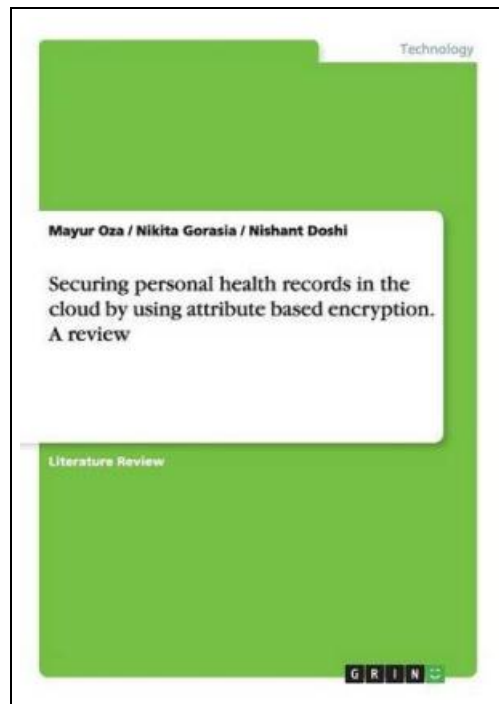 Technology
Mayur Oza / Nikita Gorasia / Nishant Doshi
Securing personal health records in the
cloud by using attribute based encryption.
A review
Literature Review
GRIN